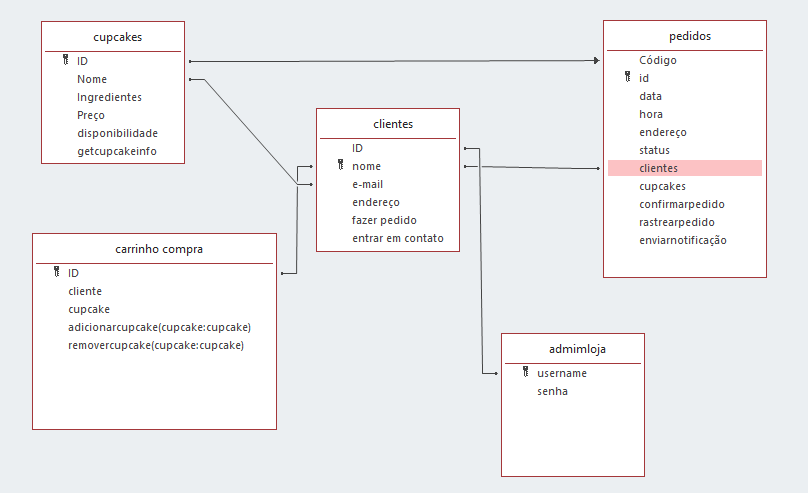 cupcakes
ID
Nome
Ingredientes
Preço
disponibilidade
getcupcakeinfo
clientes
ID
nome
e-mail
endereço
fazer pedido
entrar em contato
pedidos
Código
id
data
hora
endereço
status
clientes
cupcakes
confirmarpedido
rastrearpedido
enviarnotificação
carrinho compra
ID
cliente
cupcake
adicionarcupcake(cupcake:cupcake)
removercupcake(cupcake:cupcake)
admimloja
username
senha